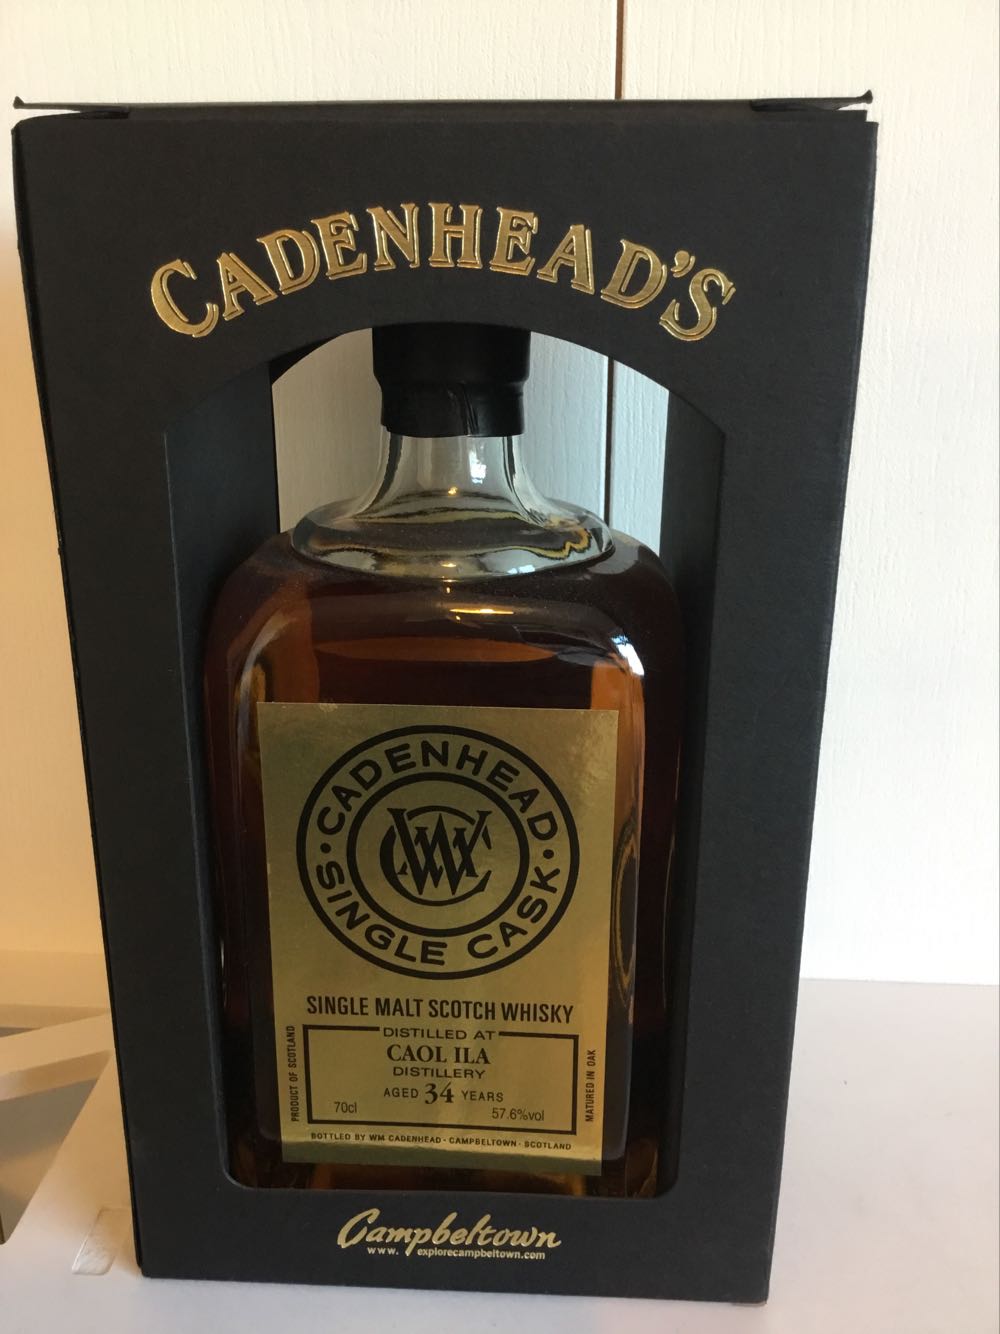 CADENHEAD'S
·CADENHEAD·
SINGLE CASK
WC
SINGLE MALT SCOTCH WHISKY
DISTILLED AT
CAOL ILA
DISTILLERY
AGED 34 YEARS
70cl 57.6%vol
PRODUCT OF SCOTLAND
MATURED IN OAK
BOTTLED BY WM CADENHEAD · CAMPBELTOWN · SCOTLAND
Campbeltown
www. explorecampbeltown.com